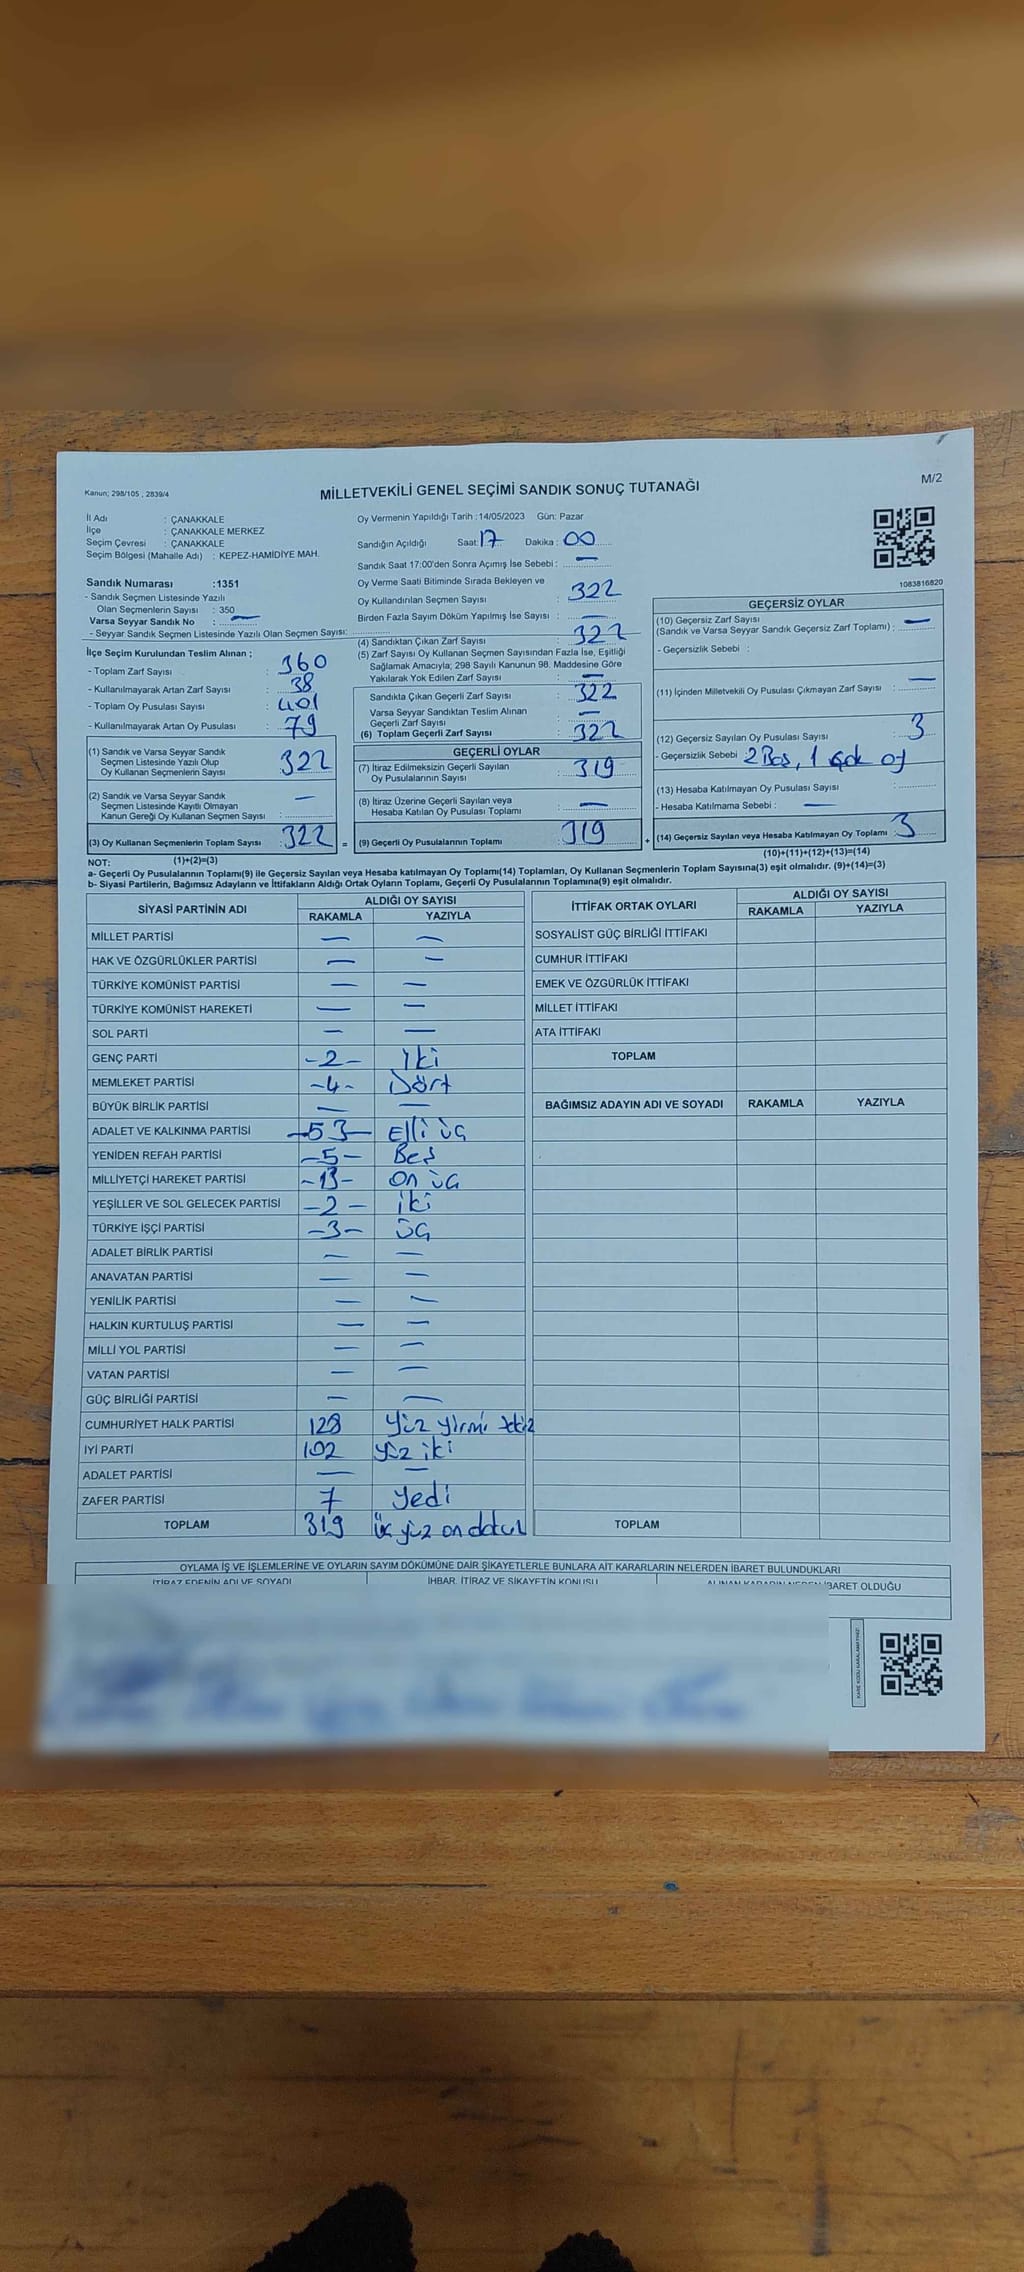 Kanun; 298/105 , 2839/4
MİLLETVEKİLİ GENEL SEÇİMİ SANDIK SONUÇ TUTANAĞI
M/2
İl Adı : ÇANAKKALE
İlçe : ÇANAKKALE MERKEZ
Seçim Çevresi : ÇANAKKALE
Seçim Bölgesi (Mahalle Adı) : KEPEZ-HAMİDİYE MAH.
Sandık Numarası :1351
- Sandık Seçmen Listesinde Yazılı
Olan Seçmenlerin Sayısı : 350
Varsa Seyyar Sandık No : —
- Seyyar Sandık Seçmen Listesinde Yazılı Olan Seçmen Sayısı:
İlçe Seçim Kurulundan Teslim Alınan ;
- Toplam Zarf Sayısı : 360
- Kullanılmayarak Artan Zarf Sayısı : 38
- Toplam Oy Pusulası Sayısı : 401
- Kullanılmayarak Artan Oy Pusulası : 79
(1) Sandık ve Varsa Seyyar Sandık
Seçmen Listesinde Yazılı Olup
Oy Kullanan Seçmenlerin Sayısı : 322
(2) Sandık ve Varsa Seyyar Sandık
Seçmen Listesinde Kayıtlı Olmayan
Kanun Gereği Oy Kullanan Seçmen Sayısı : —
(3) Oy Kullanan Seçmenlerin Toplam Sayısı : 322
(1)+(2)=(3)
Oy Vermenin Yapıldığı Tarih :14/05/2023 Gün: Pazar
Sandığın Açıldığı Saat: 17 Dakika : 00
Sandık Saat 17:00'den Sonra Açımış İse Sebebi : —
Oy Verme Saati Bitiminde Sırada Bekleyen ve
Oy Kullandırılan Seçmen Sayısı : 322
Birden Fazla Sayım Döküm Yapılmış İse Sayısı : —
(4) Sandıktan Çıkan Zarf Sayısı : 322
(5) Zarf Sayısı Oy Kullanan Seçmen Sayısından Fazla İse, Eşitliği
Sağlamak Amacıyla; 298 Sayılı Kanunun 98. Maddesine Göre
Yakılarak Yok Edilen Zarf Sayısı : —
Sandıkta Çıkan Geçerli Zarf Sayısı : 322
Varsa Seyyar Sandıktan Teslim Alınan
Geçerli Zarf Sayısı : —
(6) Toplam Geçerli Zarf Sayısı : 322
GEÇERLİ OYLAR
(7) İtiraz Edilmeksizin Geçerli Sayılan
Oy Pusulalarının Sayısı : 319
(8) İtiraz Üzerine Geçerli Sayılan veya
Hesaba Katılan Oy Pusulası Toplamı : —
= (9) Geçerli Oy Pusulalarının Toplamı : 319 +
1083816820
GEÇERSİZ OYLAR
(10) Geçersiz Zarf Sayısı
(Sandık ve Varsa Seyyar Sandık Geçersiz Zarf Toplamı) : —
- Geçersizlik Sebebi :
(11) İçinden Milletvekili Oy Pusulası Çıkmayan Zarf Sayısı : —
(12) Geçersiz Sayılan Oy Pusulası Sayısı : 3
- Geçersizlik Sebebi 2 Boş, 1 çok oy
(13) Hesaba Katılmayan Oy Pusulası Sayısı :
- Hesaba Katılmama Sebebi : —
(14) Geçersiz Sayılan veya Hesaba Katılmayan Oy Toplamı : 3
(10)+(11)+(12)+(13)=(14)
NOT:
a- Geçerli Oy Pusulalarının Toplamı(9) ile Geçersiz Sayılan veya Hesaba katılmayan Oy Toplamı(14) Toplamları, Oy Kullanan Seçmenlerin Toplam Sayısına(3) eşit olmalıdır. (9)+(14)=(3)
b- Siyasi Partilerin, Bağımsız Adayların ve İttifakların Aldığı Ortak Oyların Toplamı, Geçerli Oy Pusulalarının Toplamına(9) eşit olmalıdır.
SİYASİ PARTİNİN ADI ALDIĞI OY SAYISI
RAKAMLA YAZIYLA
MİLLET PARTİSİ — —
HAK VE ÖZGÜRLÜKLER PARTİSİ — —
TÜRKİYE KOMÜNİST PARTİSİ — —
TÜRKİYE KOMÜNİST HAREKETİ — —
SOL PARTİ — —
GENÇ PARTİ -2- iki
MEMLEKET PARTİSİ -4- Dört
BÜYÜK BİRLİK PARTİSİ — —
ADALET VE KALKINMA PARTİSİ -53- Elli üç
YENİDEN REFAH PARTİSİ -5- Beş
MİLLİYETÇİ HAREKET PARTİSİ -13- on üç
YEŞİLLER VE SOL GELECEK PARTİSİ -2- iki
TÜRKİYE İŞÇİ PARTİSİ -3- üç
ADALET BİRLİK PARTİSİ — —
ANAVATAN PARTİSİ — —
YENİLİK PARTİSİ — —
HALKIN KURTULUŞ PARTİSİ — —
MİLLİ YOL PARTİSİ — —
VATAN PARTİSİ — —
GÜÇ BİRLİĞİ PARTİSİ — —
CUMHURİYET HALK PARTİSİ 128 yüz yirmi sekiz
İYİ PARTİ 102 yüz iki
ADALET PARTİSİ — —
ZAFER PARTİSİ 7 yedi
TOPLAM 319 üç yüz on dokuz
İTTİFAK ORTAK OYLARI ALDIĞI OY SAYISI
RAKAMLA YAZIYLA
SOSYALİST GÜÇ BİRLİĞİ İTTİFAKI
CUMHUR İTTİFAKI
EMEK VE ÖZGÜRLÜK İTTİFAKI
MİLLET İTTİFAKI
ATA İTTİFAKI
TOPLAM
BAĞIMSIZ ADAYIN ADI VE SOYADI RAKAMLA YAZIYLA
TOPLAM
OYLAMA İŞ VE İŞLEMLERİNE VE OYLARIN SAYIM DÖKÜMÜNE DAİR ŞİKAYETLERLE BUNLARA AİT KARARLARIN NELERDEN İBARET BULUNDUKLARI
İTİRAZ EDENİN ADI VE SOYADI İHBAR, İTİRAZ VE ŞİKAYETİN KONUSU ALINAN KARARIN NEDEN İBARET OLDUĞU